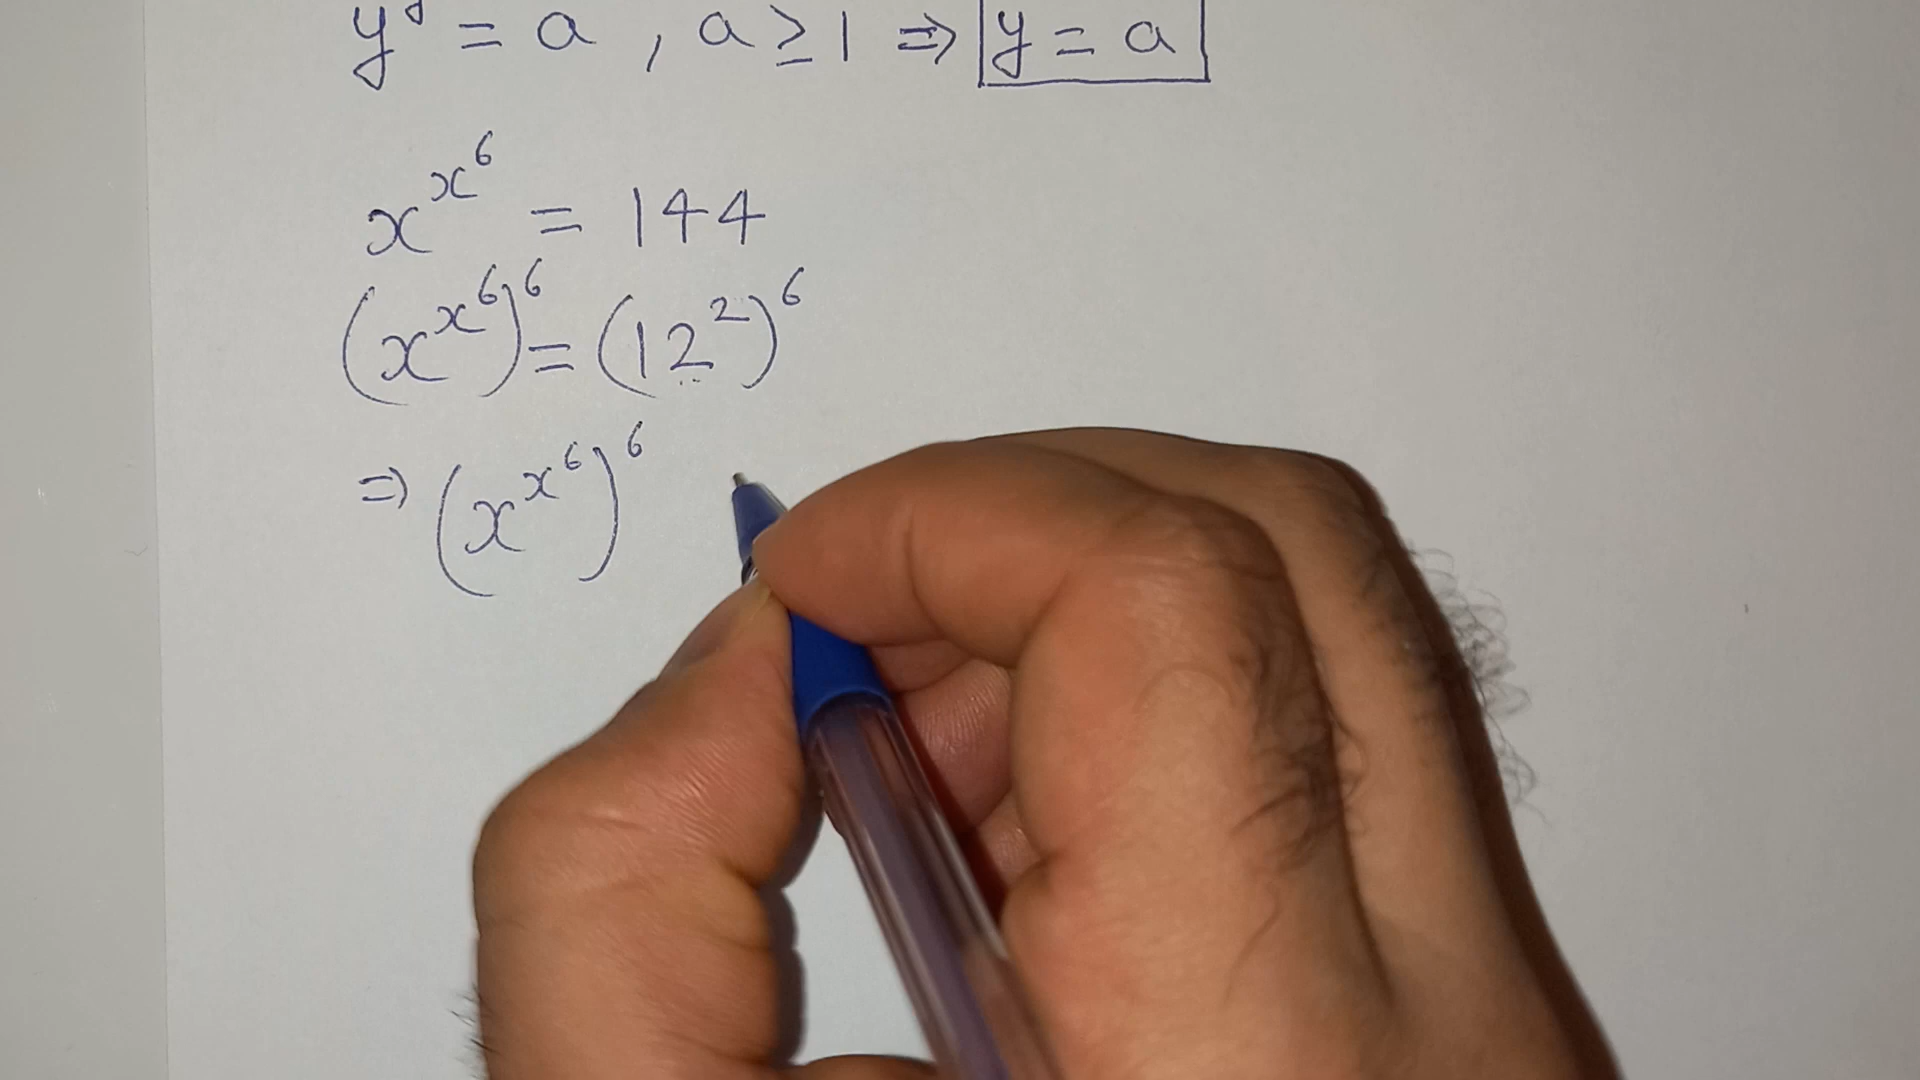 y^y = a , a ≥ 1 ⇒ y = a
x^{x^6} = 144
(x^{x^6})^6 = (12^2)^6
⇒ (x^{x^6})^6